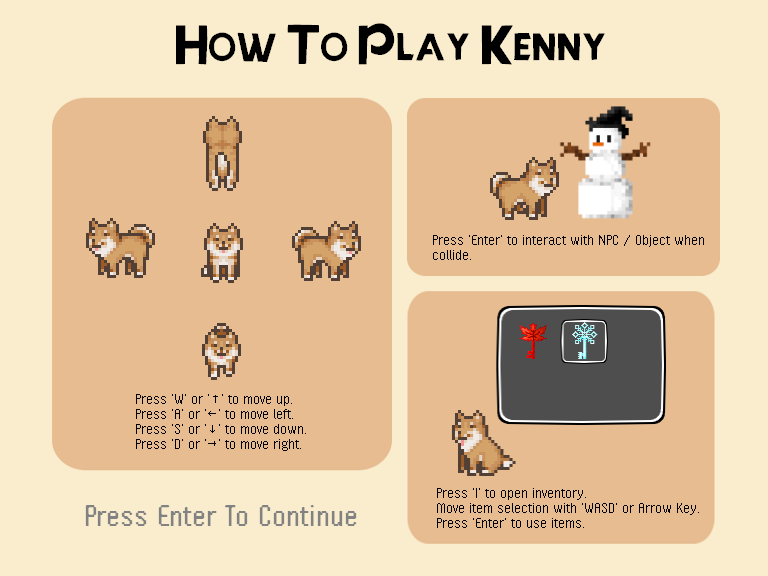 How To Play Kenny
Press 'W' or '↑' to move up.
Press 'A' or '←' to move left.
Press 'S' or '↓' to move down.
Press 'D' or '→' to move right.
Press Enter To Continue
Press 'Enter' to interact with NPC / Object when
collide.
Press 'I' to open inventory.
Move item selection with 'WASD' or Arrow Key.
Press 'Enter' to use items.